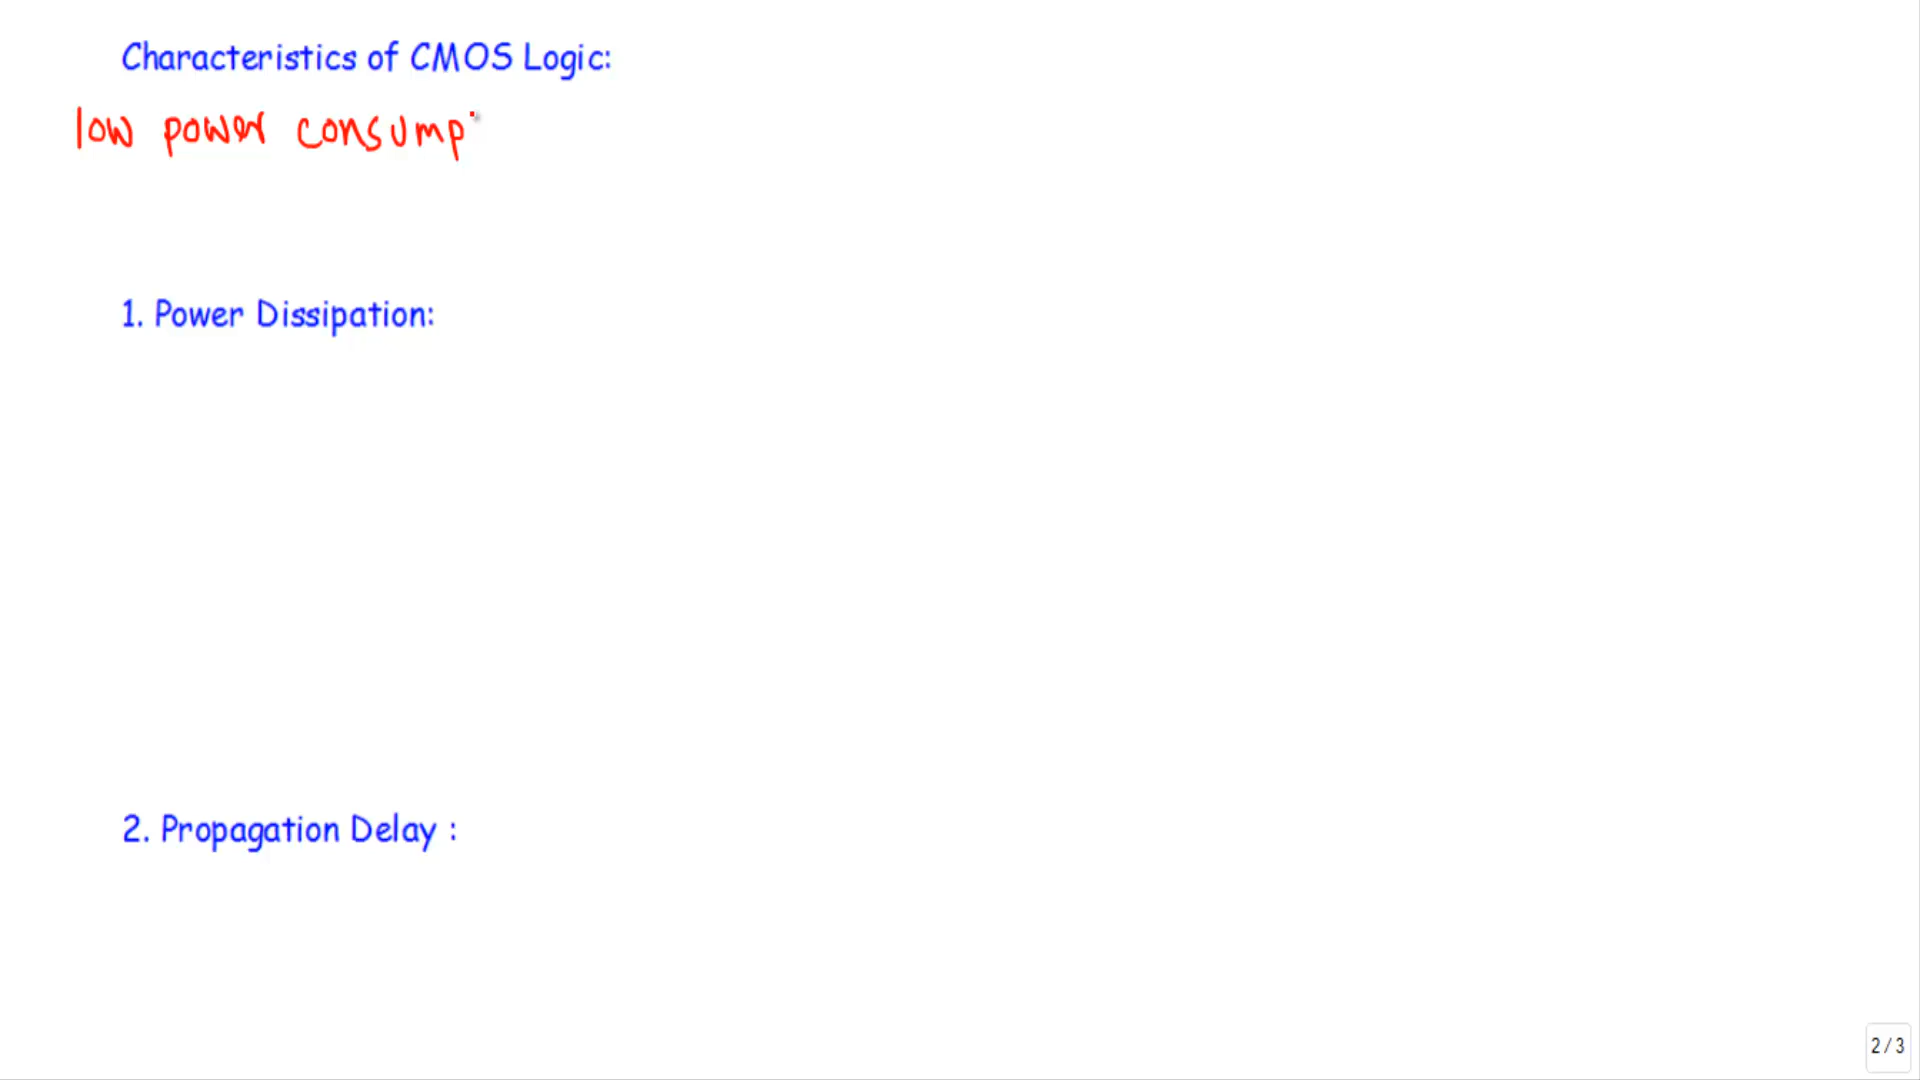 Characteristics of CMOS Logic:
low power consump
1. Power Dissipation:
2. Propagation Delay :
2 / 3